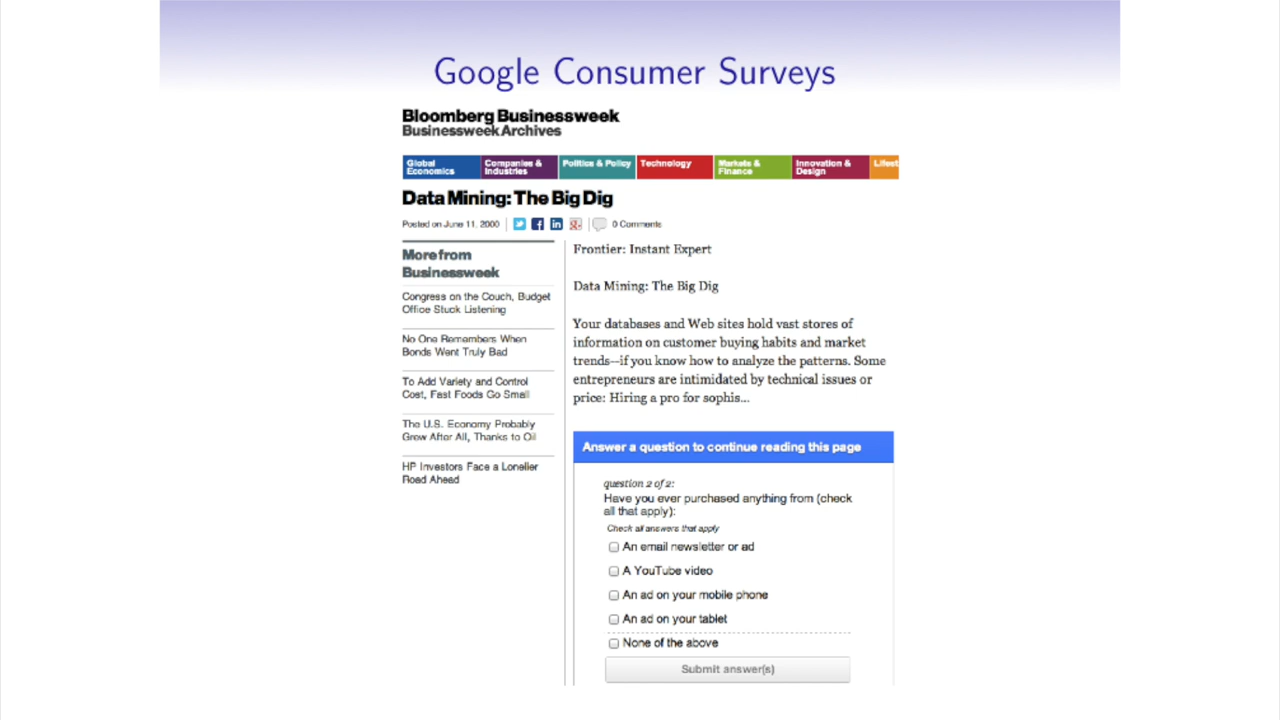 Google Consumer Surveys
Bloomberg Businessweek
Businessweek Archives
Global Economics
Companies & Industries
Politics & Policy
Technology
Markets & Finance
Innovation & Design
Lifest
Data Mining: The Big Dig
Posted on June 11, 2000
0 Comments
More from
Businessweek
Congress on the Couch, Budget
Office Stuck Listening
No One Remembers When
Bonds Went Truly Bad
To Add Variety and Control
Cost, Fast Foods Go Small
The U.S. Economy Probably
Grew After All, Thanks to Oil
HP Investors Face a Lonelier
Road Ahead
Frontier: Instant Expert
Data Mining: The Big Dig
Your databases and Web sites hold vast stores of
information on customer buying habits and market
trends--if you know how to analyze the patterns. Some
entrepreneurs are intimidated by technical issues or
price: Hiring a pro for sophis...
Answer a question to continue reading this page
question 2 of 2:
Have you ever purchased anything from (check
all that apply):
Check all answers that apply
An email newsletter or ad
A YouTube video
An ad on your mobile phone
An ad on your tablet
None of the above
Submit answer(s)